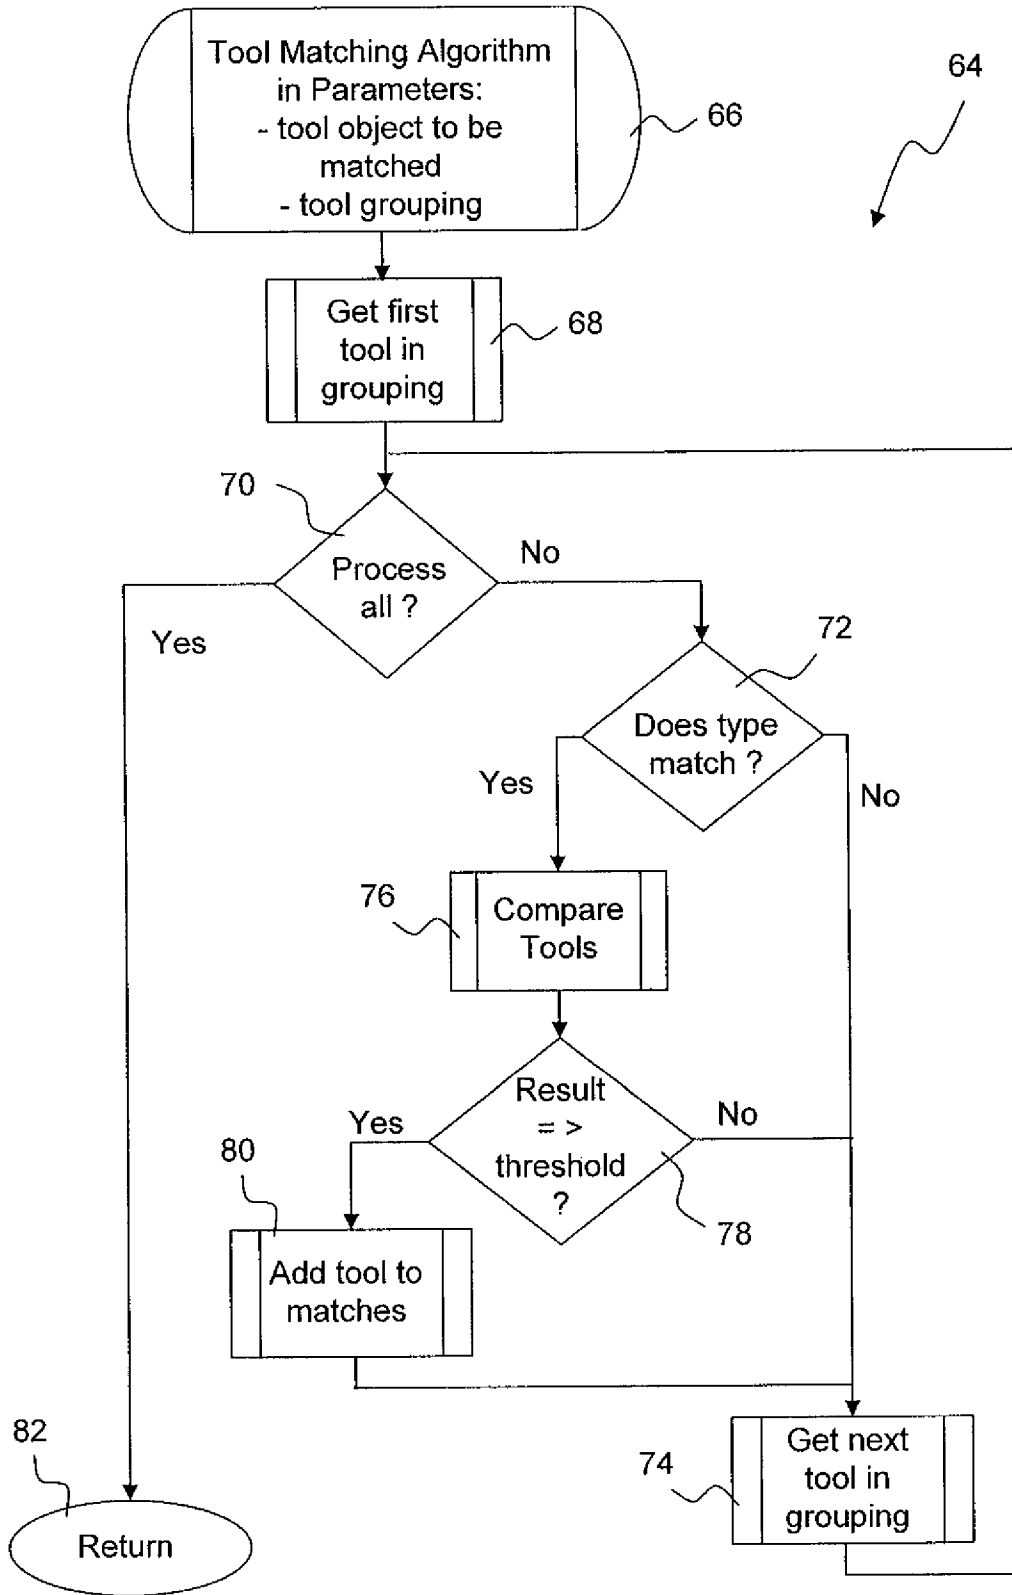 Tool Matching Algorithm
in Parameters:
- tool object to be
matched
- tool grouping
66
64
Get first
tool in
grouping
68
70
Process
all ?
No
Yes
72
Does type
match ?
Yes
No
76
Compare
Tools
Result
= >
threshold
?
Yes
No
78
80
Add tool to
matches
82
Return
74
Get next
tool in
grouping